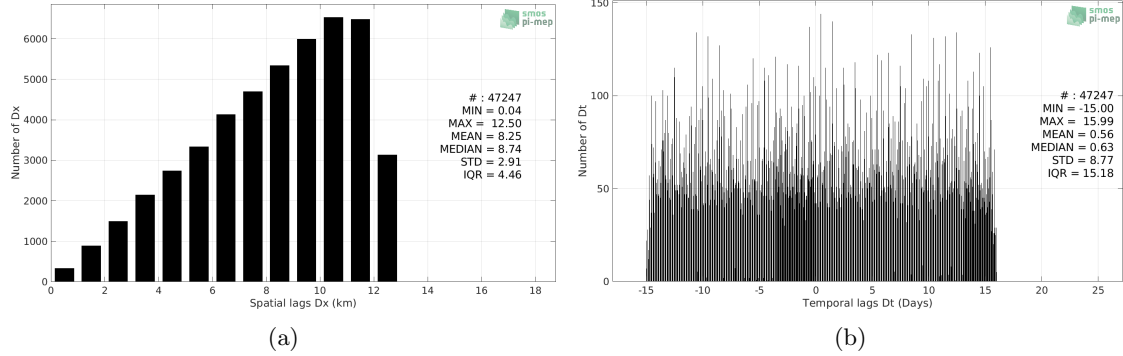 smos
pi-mep
Number of Dx
6000
5000
4000
3000
2000
1000
0
# : 47247
MIN = 0.04
MAX = 12.50
MEAN = 8.25
MEDIAN = 8.74
STD = 2.91
IQR = 4.46
0 2 4 6 8 10 12 14 16 18
Spatial lags Dx (km)
(a)
smos
pi-mep
Number of Dt
150
100
50
0
# : 47247
MIN = -15.00
MAX = 15.99
MEAN = 0.56
MEDIAN = 0.63
STD = 8.77
IQR = 15.18
-15 -10 -5 0 5 10 15 20 25
Temporal lags Dt (Days)
(b)